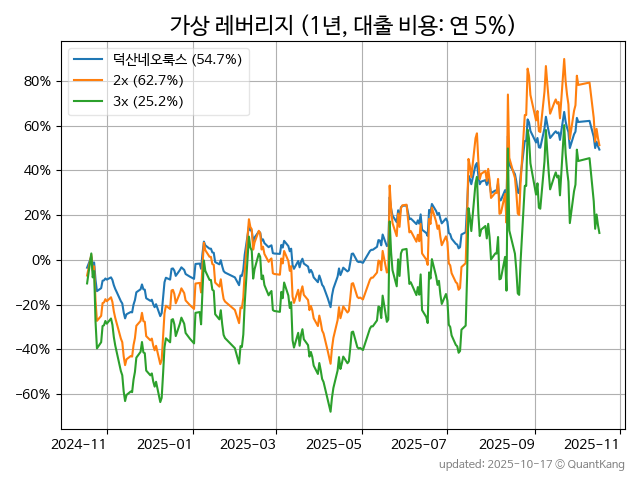 가상 레버리지 (1년, 대출 비용: 연 5%)
덕산네오룩스 (54.7%)
2x (62.7%)
3x (25.2%)
80%
60%
40%
20%
0%
−20%
−40%
−60%
2024-11 2025-01 2025-03 2025-05 2025-07 2025-09 2025-11
updated: 2025-10-17 © QuantKang